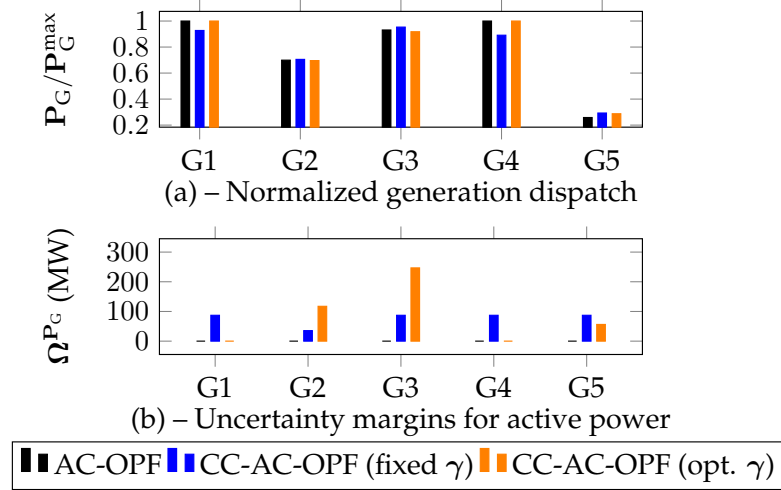 P_G/P_G^max
1
0.8
0.6
0.4
0.2
G1 G2 G3 G4 G5
(a) – Normalized generation dispatch
Ω^{P_G} (MW)
300
200
100
0
G1 G2 G3 G4 G5
(b) – Uncertainty margins for active power
AC-OPF CC-AC-OPF (fixed γ) CC-AC-OPF (opt. γ)